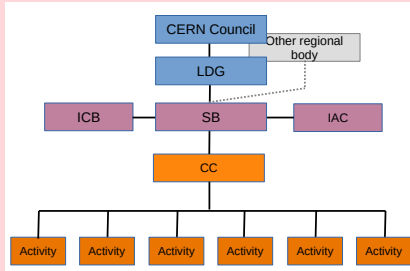 CERN Council
Other regional
body
LDG
ICB
SB
IAC
CC
Activity
Activity
Activity
Activity
Activity
Activity